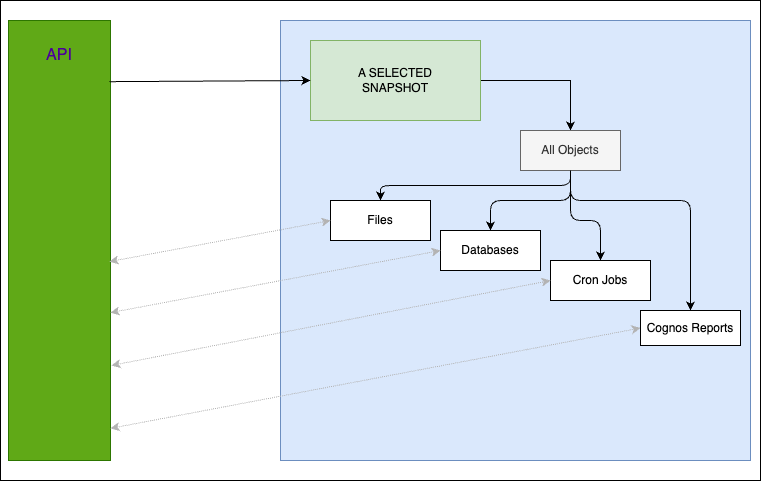 API
A SELECTED
SNAPSHOT
All Objects
Files
Databases
Cron Jobs
Cognos Reports